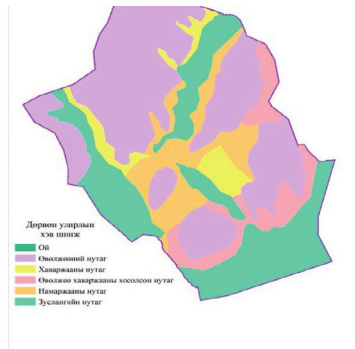 Дөрвөн улирлын
хэв шинж
Ой
Өвөлжөөний нутаг
Хаваржааны нутаг
Өвөлжөө хаваржааны хосолсон нутаг
Намаржааны нутаг
Зуслангийн нутаг